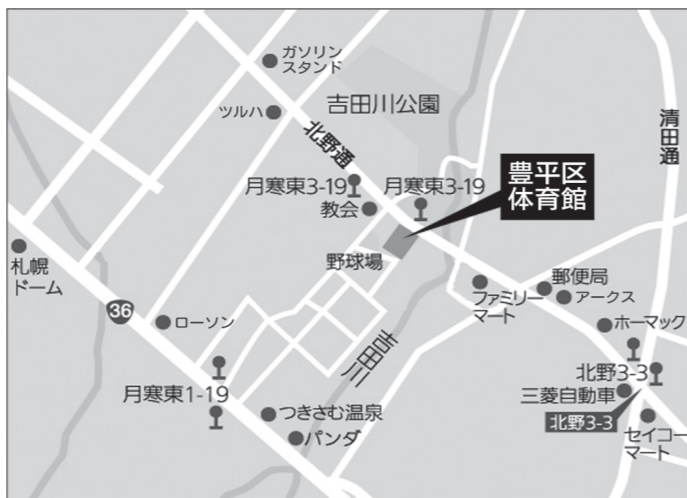 ガソリン
スタンド
ツルハ
吉田川公園
北野通
清田通
月寒東3-19
月寒東3-19
豊平区
体育館
教会
野球場
札幌
ドーム
36
ローソン
ファミリー
マート
郵便局
アークス
ホーマック
吉田川
月寒東1-19
つきさむ温泉
パンダ
北野3-3
三菱自動車
北野3-3
セイコー
マート